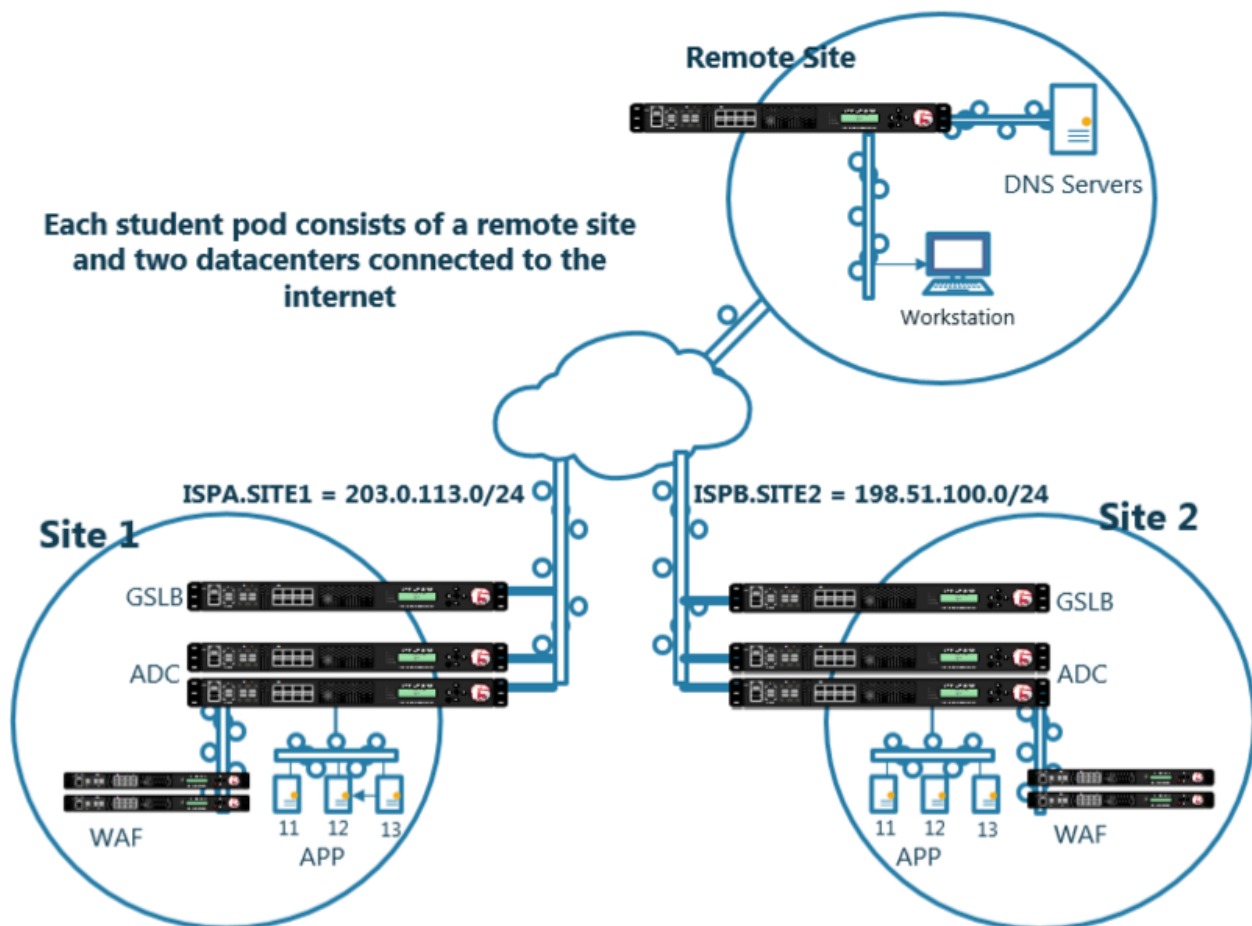 Remote Site
DNS Servers
Each student pod consists of a remote site
and two datacenters connected to the
internet
Workstation
ISPA.SITE1 = 203.0.113.0/24
ISPB.SITE2 = 198.51.100.0/24
Site 1
Site 2
GSLB
GSLB
ADC
ADC
11 12 13
11 12 13
WAF
APP
APP
WAF